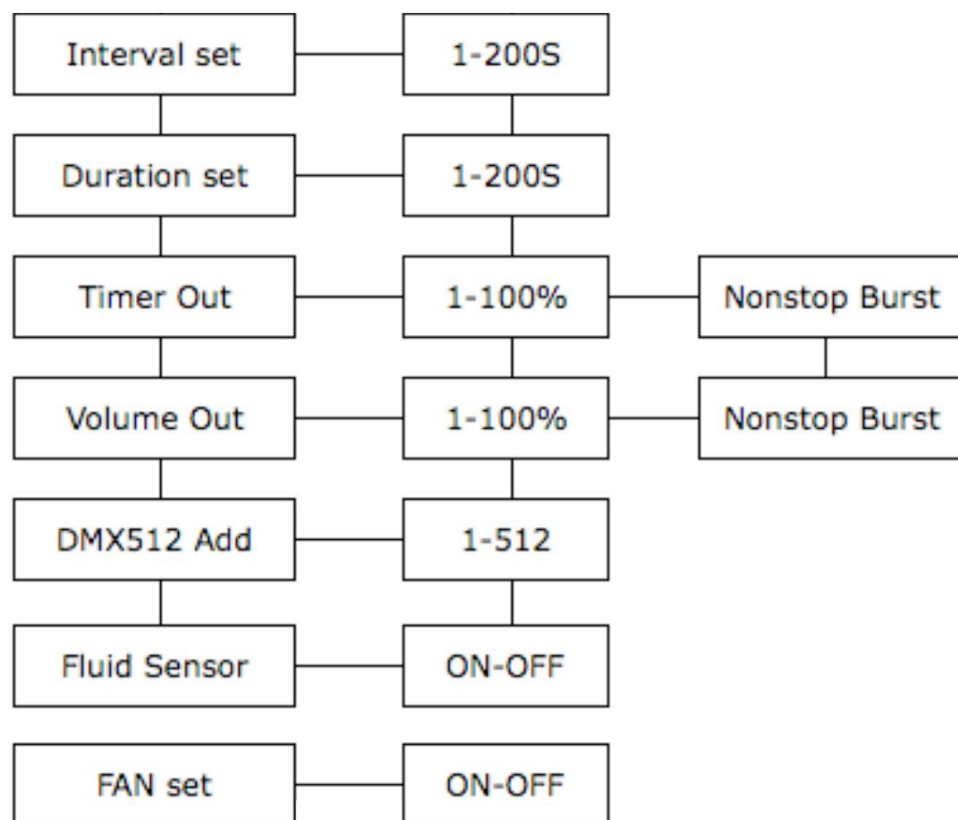 Interval set 1-200S
Duration set 1-200S
Timer Out 1-100% Nonstop Burst
Volume Out 1-100% Nonstop Burst
DMX512 Add 1-512
Fluid Sensor ON-OFF
FAN set ON-OFF